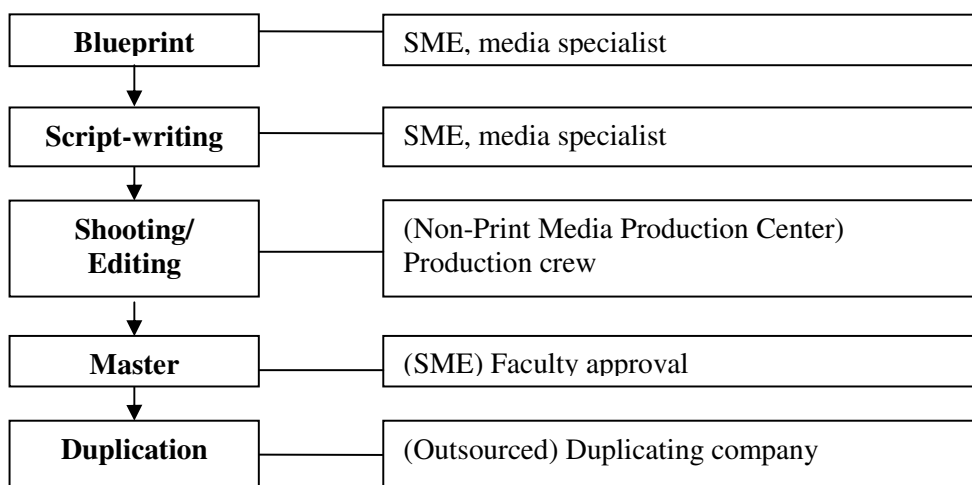 Blueprint
SME, media specialist
Script-writing
SME, media specialist
Shooting/
Editing
(Non-Print Media Production Center)
Production crew
Master
(SME) Faculty approval
Duplication
(Outsourced) Duplicating company